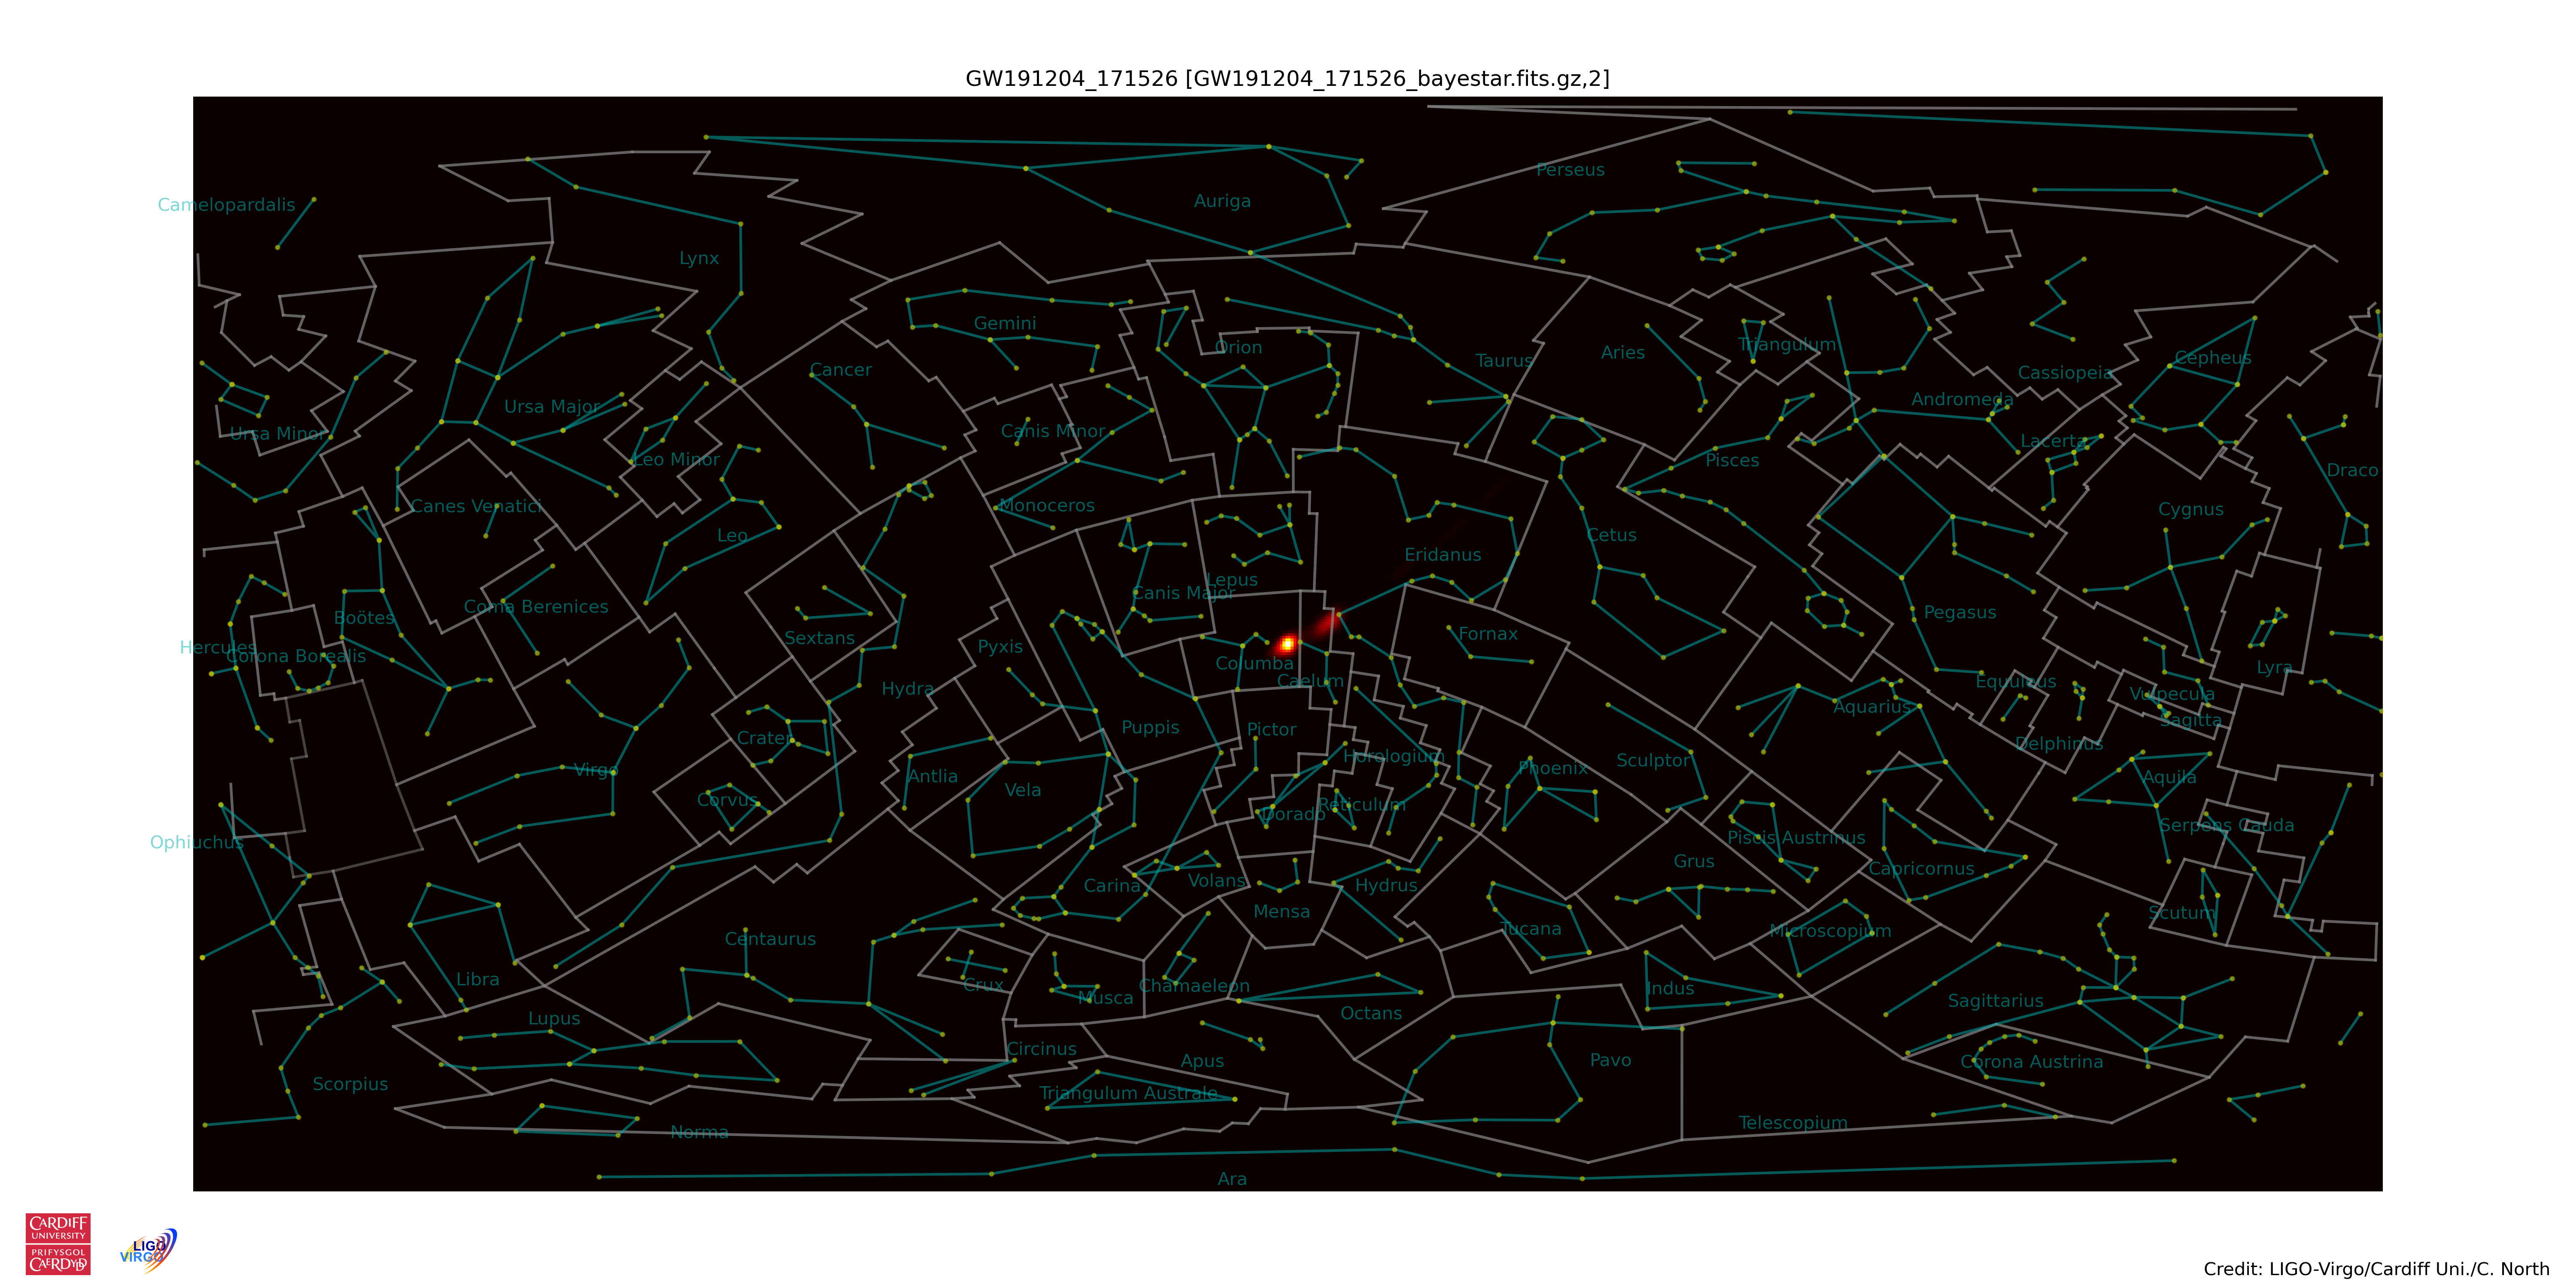 GW191204_171526 [GW191204_171526_bayestar.fits.gz,2]
Perseus
Auriga
Camelopardalis
Lynx
Gemini
Orion
Taurus
Aries
Triangulum
Cepheus
Cancer
Cassiopeia
Andromeda
Ursa Major
Ursa Minor
Canis Minor
Lacerta
Leo Minor
Pisces
Draco
Canes Venatici
Monoceros
Cygnus
Leo
Cetus
Eridanus
Lepus
Canis Major
Coma Berenices
Boötes
Pegasus
Sextans
Fornax
Hercules
Pyxis
Corona Borealis
Columba
Lyra
Caelum
Equuleus
Hydra
Vulpecula
Aquarius
Sagitta
Puppis
Pictor
Crater
Delphinus
Horologium
Sculptor
Phoenix
Virgo
Antlia
Aquila
Vela
Corvus
Reticulum
Dorado
Serpens Cauda
Piscis Austrinus
Ophiuchus
Grus
Capricornus
Volans
Carina
Hydrus
Mensa
Scutum
Tucana
Microscopium
Centaurus
Libra
Crux
Chamaeleon
Indus
Musca
Sagittarius
Octans
Lupus
Circinus
Apus
Pavo
Corona Austrina
Scorpius
Triangulum Australe
Telescopium
Norma
Ara
CARDIFF
UNIVERSITY
PRIFYSGOL
CAERDYDD
LIGO
VIRGO
Credit: LIGO-Virgo/Cardiff Uni./C. North